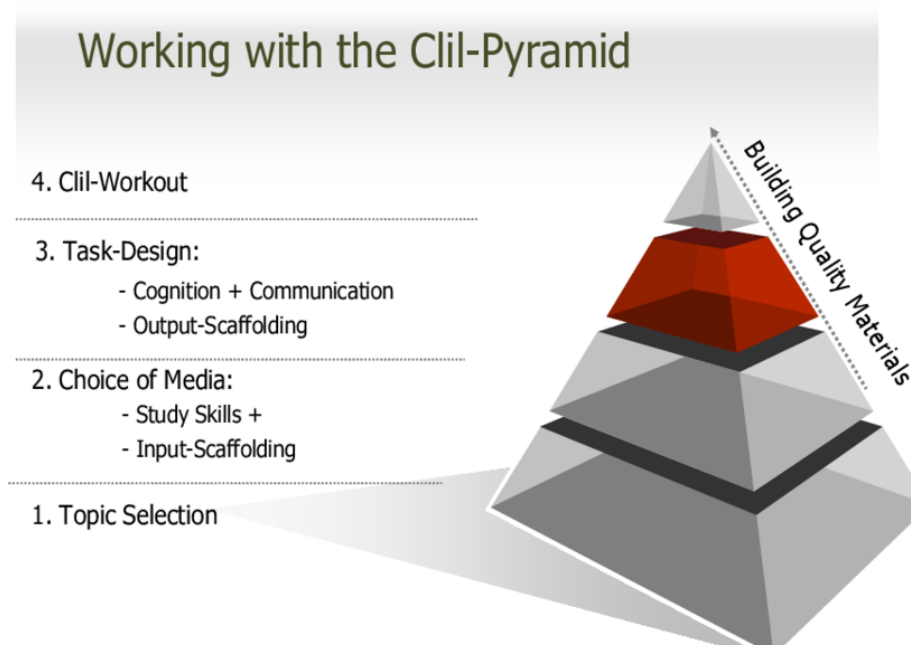 Working with the Clil-Pyramid
4. Clil-Workout
3. Task-Design:
- Cognition + Communication
- Output-Scaffolding
2. Choice of Media:
- Study Skills +
- Input-Scaffolding
1. Topic Selection
Building Quality Materials